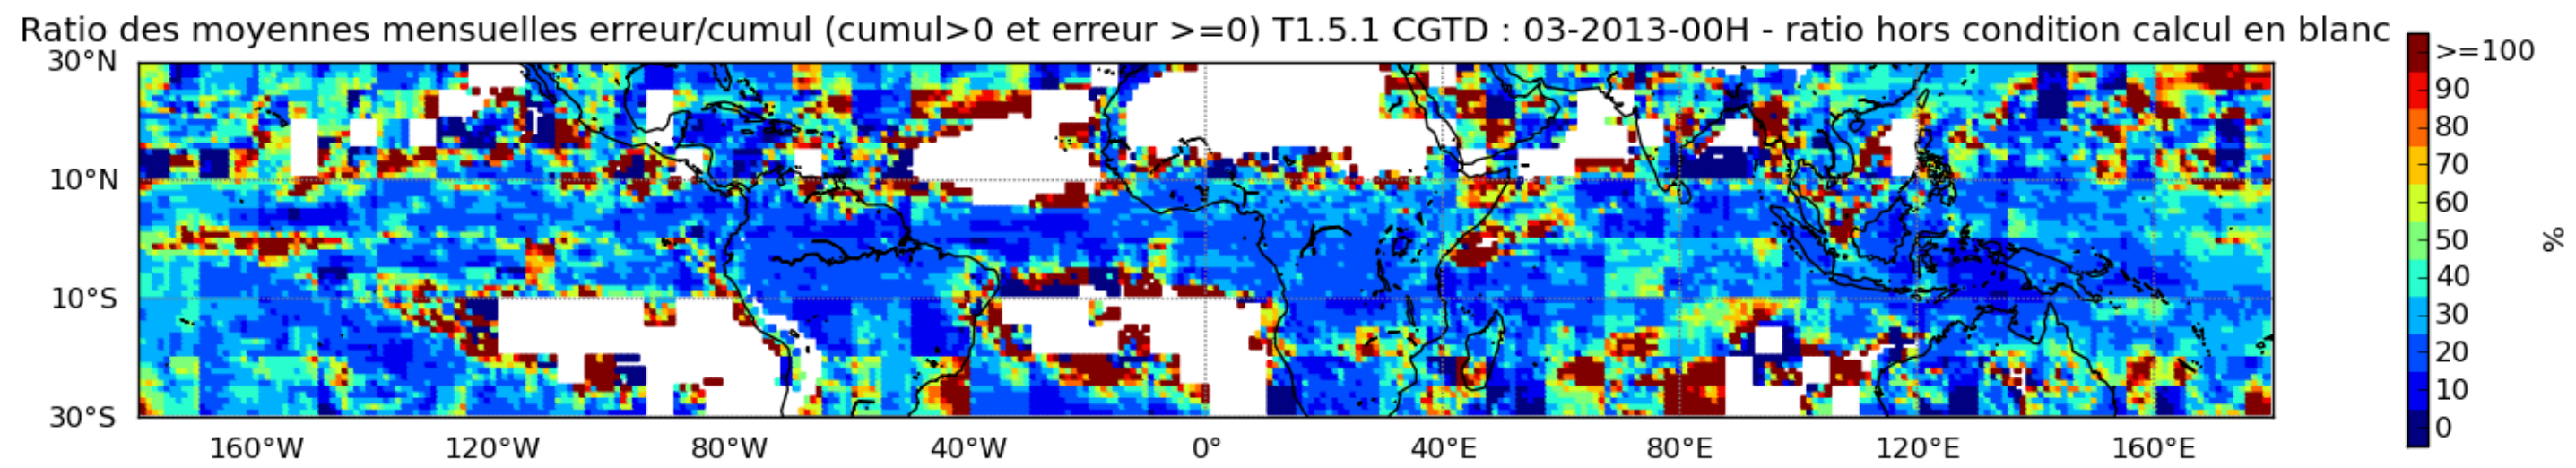 Ratio des moyennes mensuelles erreur/cumul (cumul>0 et erreur >=0) T1.5.1 CGTD : 03-2013-00H - ratio hors condition calcul en blanc
30°N
10°N
10°S
30°S
160°W 120°W 80°W 40°W 0° 40°E 80°E 120°E 160°E
>=100
90
80
70
60
50
40
30
20
10
0
%